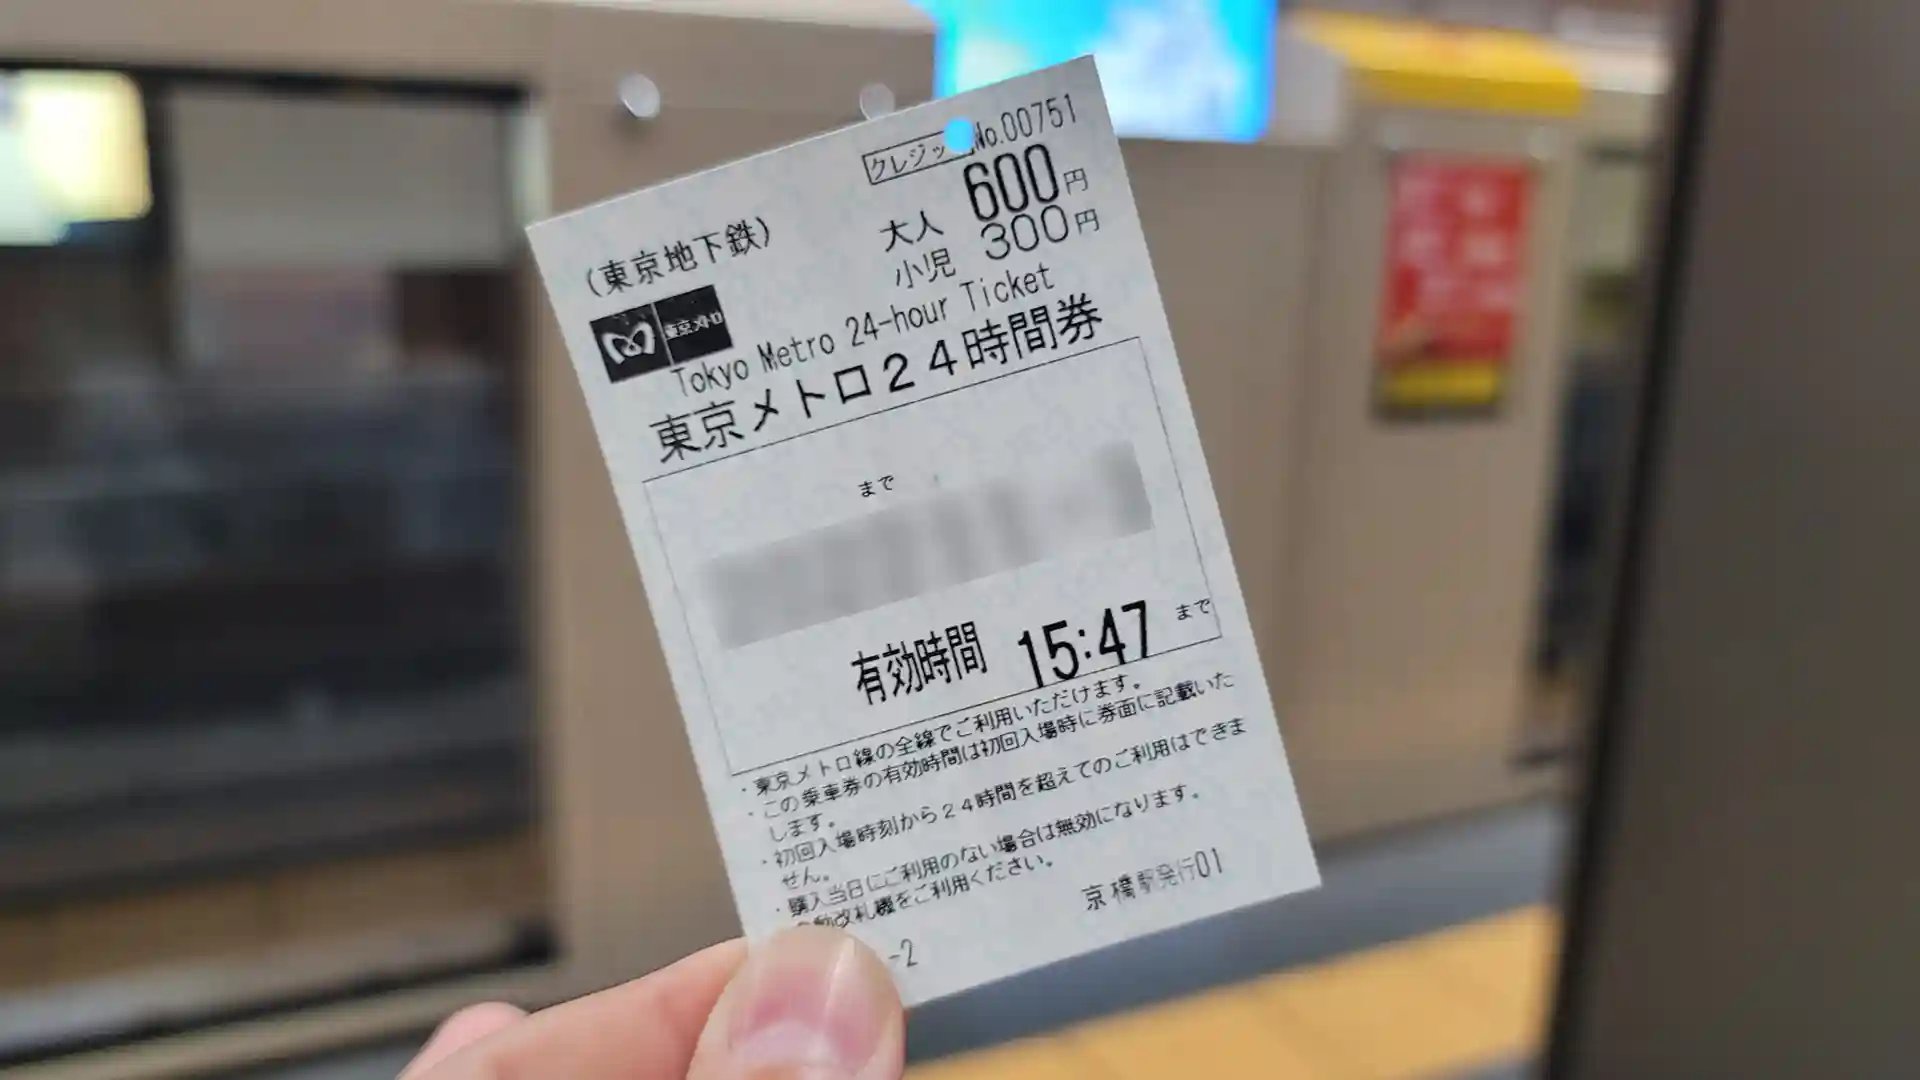 クレジッ No.00751
大人 600円
小児 300円
(東京地下鉄)
東京メトロ
Tokyo Metro 24-hour Ticket
東京メトロ24時間券
まで
有効時間 15:47 まで
・東京メトロ線の全線でご利用いただけます。
・この乗車券の有効時間は初回入場時に券面に記載いた
します。
・初回入場時刻から24時間を超えてのご利用はできま
せん。
・購入当日にご利用のない場合は無効になります。
動改札機をご利用ください。
京橋駅発行01
-2